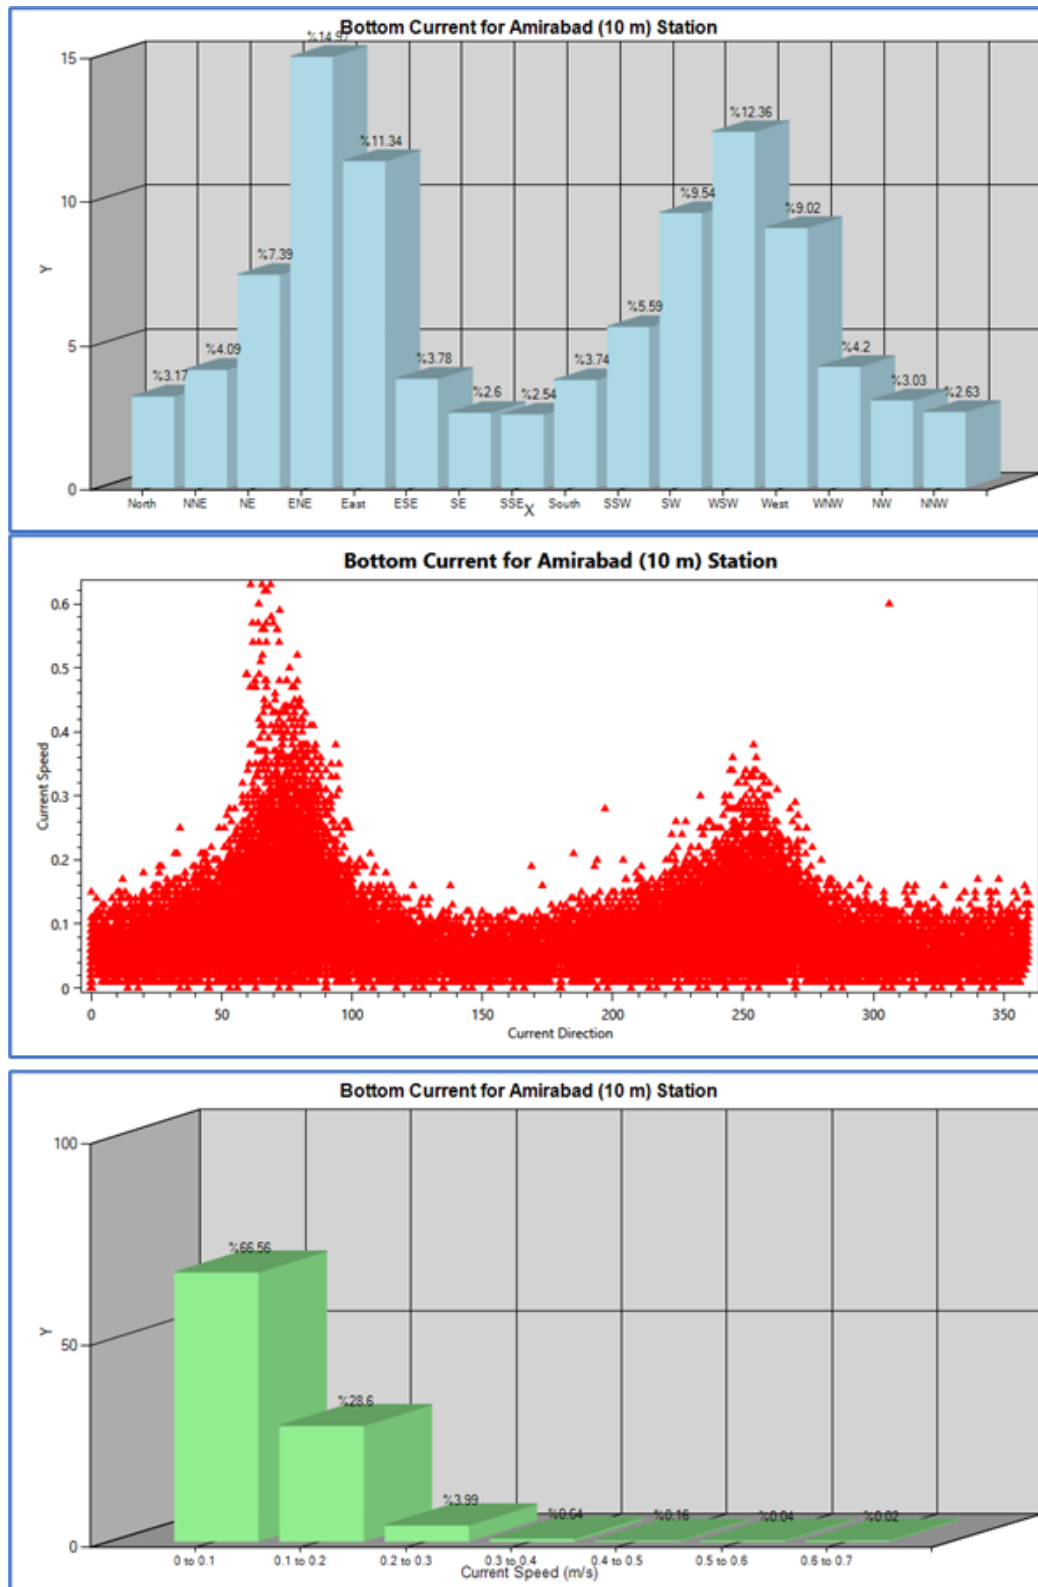 Bottom Current for Amirabad (10 m) Station
%14.97
15
%12.36
%11.34
10
%9.54
%9.02
Y
%7.39
%5.59
5
%4.09
%3.78
%3.74
%4.2
%3.17
%2.6
%2.54
%3.03
%2.63
0
North NNE NE ENE East ESE SE SSE South SSW SW WSW West WNW NW NNW
X
Bottom Current for Amirabad (10 m) Station
0.6
0.5
0.4
Current Speed
0.3
0.2
0.1
0
0 50 100 150 200 250 300 350
Current Direction
Bottom Current for Amirabad (10 m) Station
100
%66.56
Y
50
%28.6
%3.99 %0.64 %0.16 %0.04 %0.02
0
0 to 0.1 0.1 to 0.2 0.2 to 0.3 0.3 to 0.4 0.4 to 0.5 0.5 to 0.6 0.6 to 0.7
Current Speed (m/s)